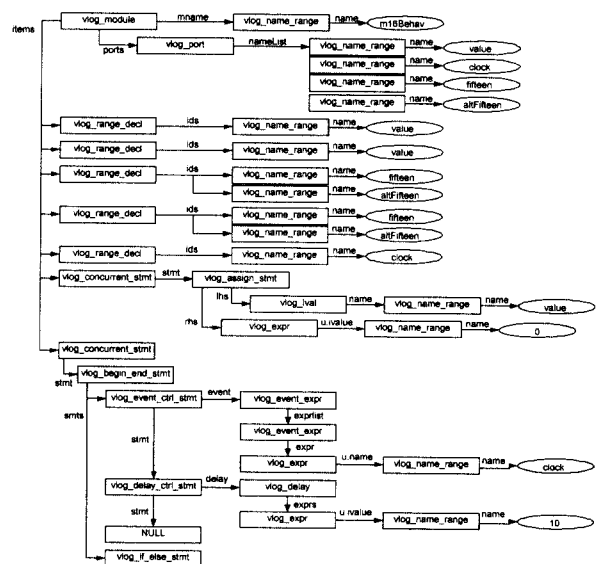 items
vlog_module mname vlog_name_range name m16Behav
ports vlog_port nameList vlog_name_range name value
vlog_name_range name clock
vlog_name_range name fifteen
vlog_name_range name altFifteen
vlog_range_decl ids vlog_name_range name value
vlog_range_decl ids vlog_name_range name value
vlog_range_decl ids vlog_name_range name fifteen
vlog_name_range name altFifteen
vlog_range_decl ids vlog_name_range name fifteen
vlog_name_range name altFifteen
vlog_range_decl ids vlog_name_range name clock
vlog_concurrent_stmt stmt vlog_assign_stmt
lhs vlog_lval name vlog_name_range name value
rhs vlog_expr u.rvalue vlog_name_range name 0
vlog_concurrent_stmt
stmt vlog_begin_end_stmt
smts vlog_event_ctrl_stmt event vlog_event_expr
exprlist
vlog_event_expr
stmt expr
vlog_expr u.name vlog_name_range name clock
vlog_delay_ctrl_stmt delay vlog_delay
stmt exprs
NULL vlog_expr u.rvalue vlog_name_range name 10
vlog_if_else_stmt